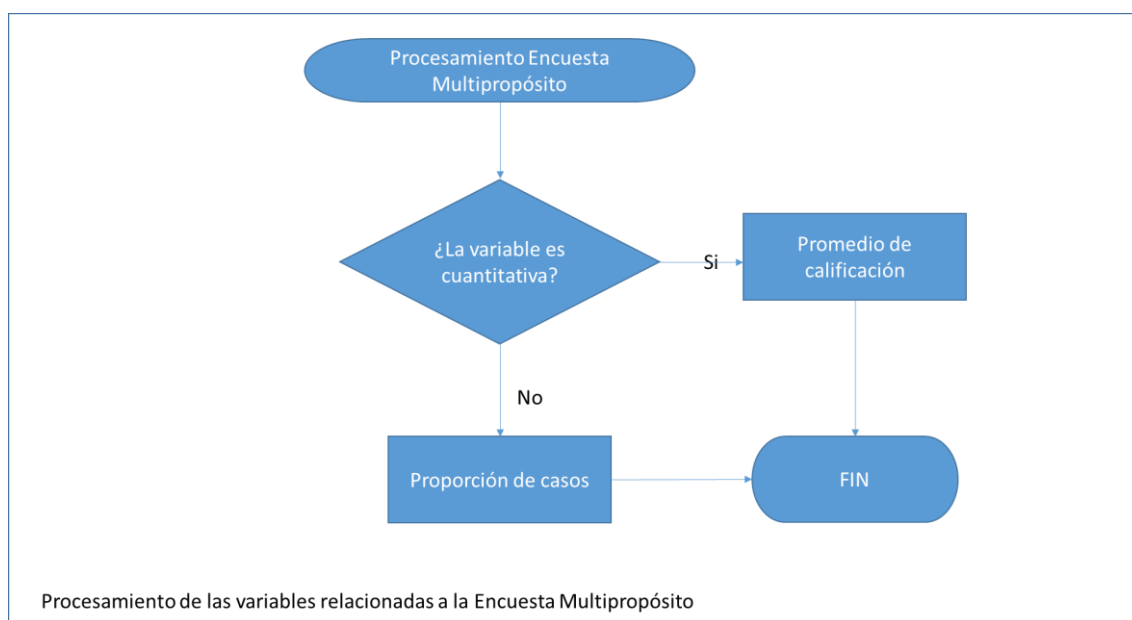 Procesamiento Encuesta
Multipropósito
¿La variable es
cuantitativa?
Si
Promedio de
calificación
No
Proporción de casos
FIN
Procesamiento de las variables relacionadas a la Encuesta Multipropósito